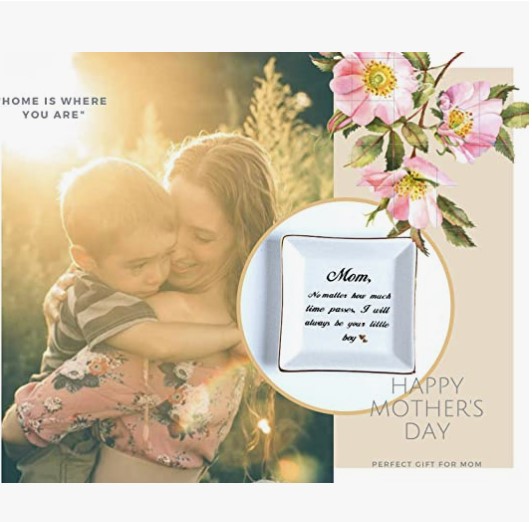 "HOME IS WHERE
YOU ARE"
Mom,
No matter how much
time passes, I will
always be your little
boy
HAPPY
MOTHER'S
DAY
PERFECT GIFT FOR MOM